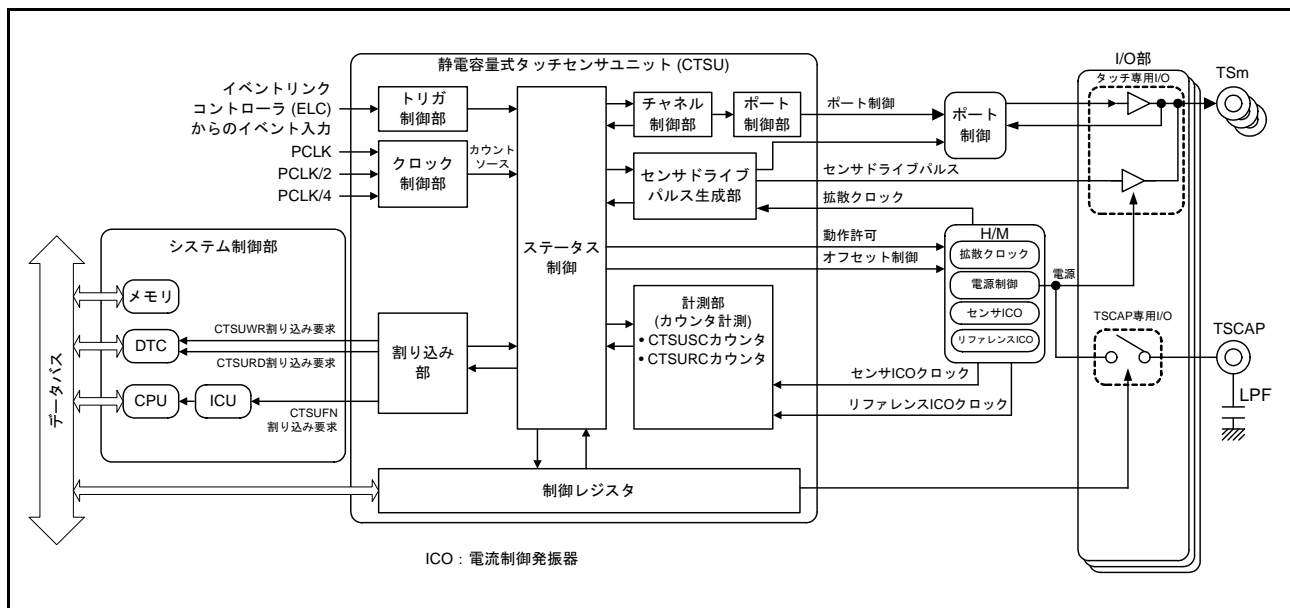 静電容量式タッチセンサユニット (CTSU)
イベントリンク
コントローラ (ELC)
からのイベント入力
PCLK
PCLK/2
PCLK/4
トリガ
制御部
クロック
制御部
カウント
ソース
ステータス
制御
チャネル
制御部
ポート
制御部
センサドライブ
パルス生成部
ポート制御
ポート
制御
センサドライブパルス
拡散クロック
動作許可
オフセット制御
I/O部
タッチ専用I/O
TSm
H/M
拡散クロック
電源制御
センサICO
リファレンスICO
電源
TSCAP専用I/O
TSCAP
LPF
計測部
(カウンタ計測)
• CTSUSCカウンタ
• CTSURCカウンタ
センサICOクロック
リファレンスICOクロック
システム制御部
メモリ
DTC
CPU
ICU
CTSUWR割り込み要求
CTSURD割り込み要求
CTSUFN
割り込み要求
割り込み
部
データバス
制御レジスタ
ICO：電流制御発振器